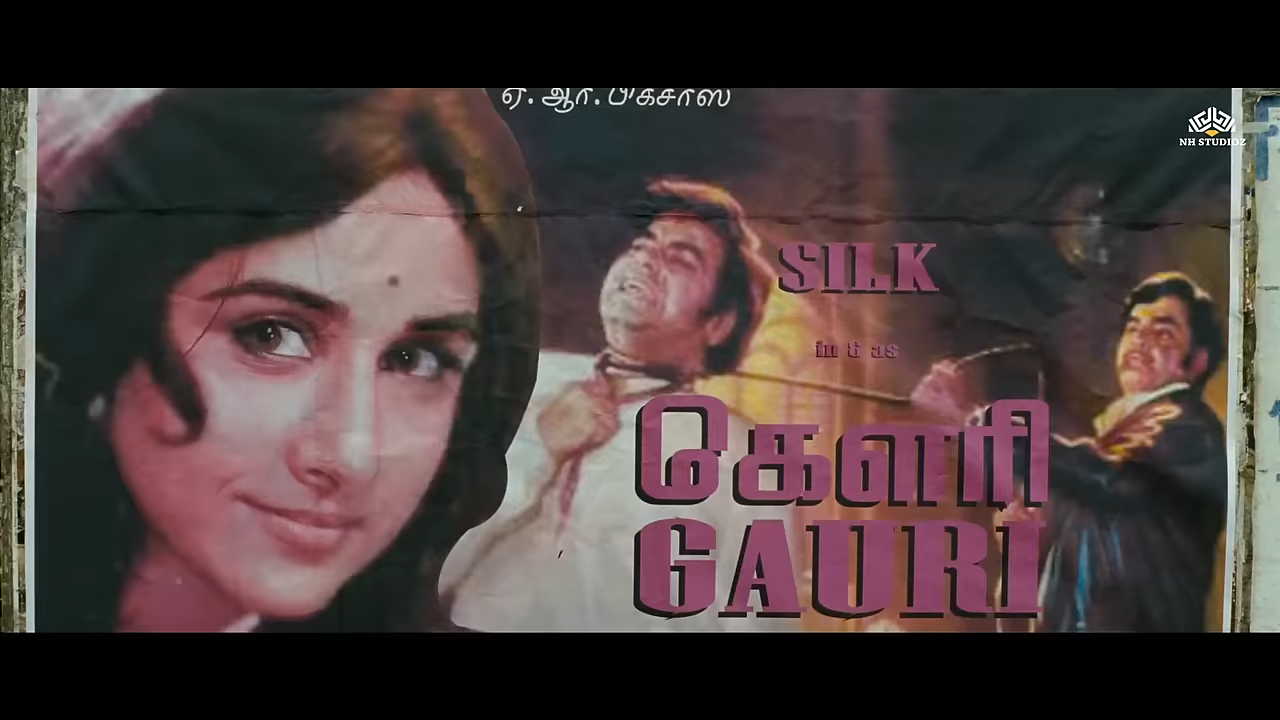 ஏ. ஆர். பிக்சர்ஸ்
NH STUDIOZ
SILK
in & as
கௌரி
GAURI